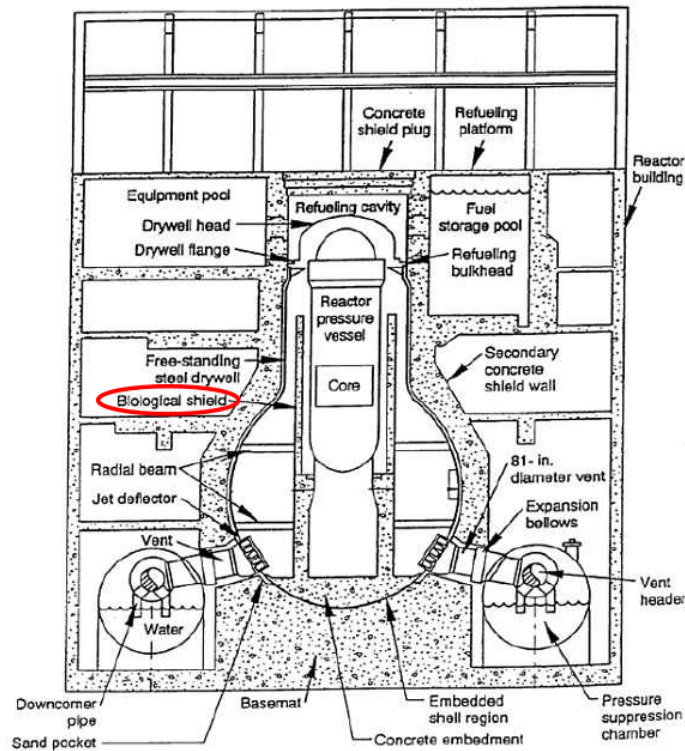 Concrete
shield plug
Refueling
platform
Reactor
building
Equipment pool
Refueling cavity
Fuel
storage pool
Drywell head
Drywell flange
Refueling
bulkhead
Reactor
pressure
vessel
Free-standing
steel drywell
Secondary
concrete
shield wall
Core
Biological shield
Radial beam
81- in.
diameter vent
Jet deflector
Expansion
bellows
Vent
Vent
header
Water
Downcomer
pipe
Basemat
Embedded
shell region
Pressure
suppression
chamber
Sand pocket
Concrete embedment